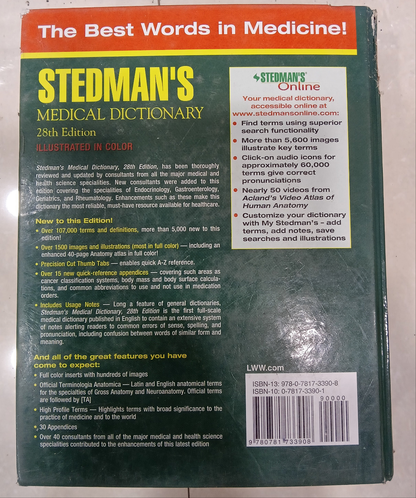 The Best Words in Medicine!
STEDMAN'S
MEDICAL DICTIONARY
28th Edition
ILLUSTRATED IN COLOR
Stedman's Medical Dictionary, 28th Edition, has been thoroughly
reviewed and updated by consultants from all the major medical and
health science specialties. New consultants were added to this
edition covering the specialties of Endocrinology, Gastroenterology,
Geriatrics, and Rheumatology. Enhancements such as these make this
Dictionary the most reliable, must-have resource available for healthcare.
New to this Edition!
• Over 107,000 terms and definitions, more than 5,000 new to this
edition!
• Over 1500 images and illustrations (most in full color) — including an
enhanced 40-page Anatomy atlas in full color!
• Precision Cut Thumb Tabs — enables quick A-Z reference.
• Over 15 new quick-reference appendices — covering such areas as
cancer classification systems, body mass and body surface calcula-
tions, and common abbreviations to use and not use in medication
orders.
• Includes Usage Notes — Long a feature of general dictionaries,
Stedman's Medical Dictionary, 28th Edition is the first full-scale
medical dictionary published in English to contain an extensive system
of notes alerting readers to common errors of sense, spelling, and
pronunciation, including confusion between words of similar form and
meaning.
And all of the great features you have
come to expect:
• Full color inserts with hundreds of images
• Official Terminologia Anatomica — Latin and English anatomical terms
for the specialties of Gross Anatomy and Neuroanatomy. Official terms
are followed by [TA]
• High Profile Terms — Highlights terms with broad significance to the
practice of medicine and to the world
• 30 Appendices
• Over 40 consultants from all of the major medical and health science
specialties contributed to the enhancements of this latest edition
STEDMAN'S
Online
Your medical dictionary,
accessible online at
www.stedmansonline.com:
• Find terms using superior
search functionality
• More than 5,600 images
illustrate key terms
• Click-on audio icons for
approximately 60,000
terms give correct
pronunciations
• Nearly 50 videos from
Acland's Video Atlas of
Human Anatomy
• Customize your dictionary
with My Stedman's – add
terms, add notes, save
searches and illustrations
LWW.com
ISBN-13: 978-0-7817-3390-8
ISBN-10: 0-7817-3390-1
90000
9 780781 733908